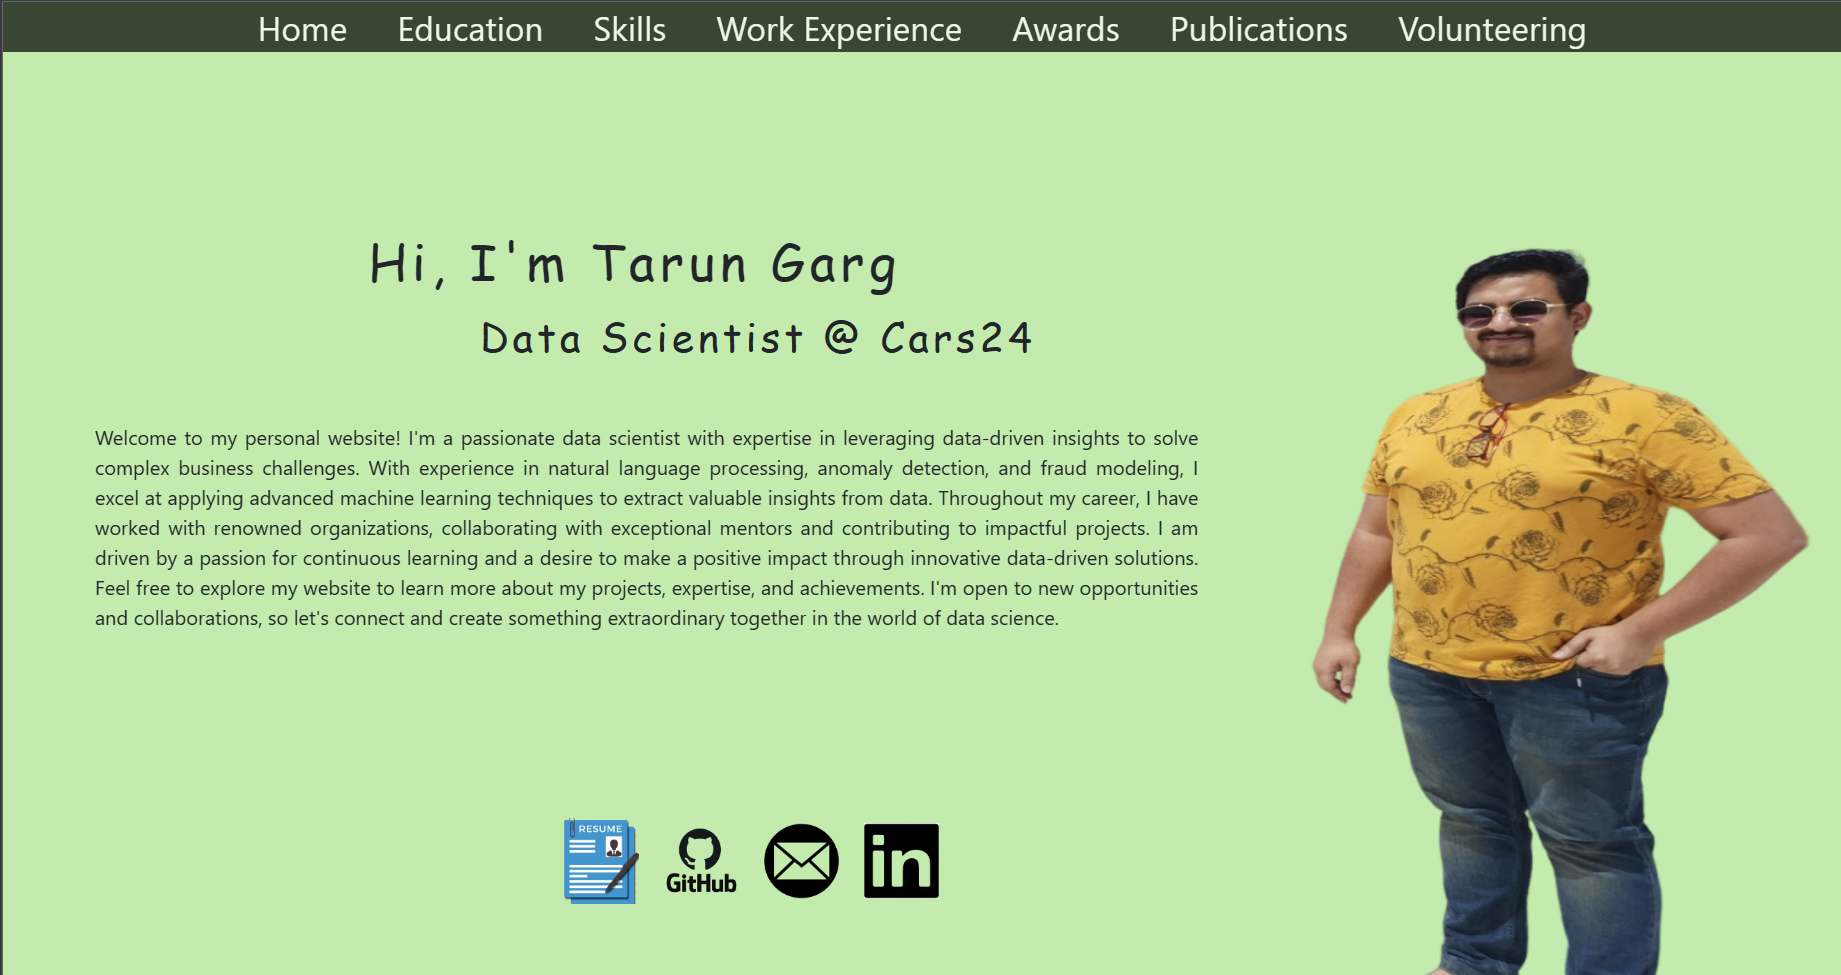 Home Education Skills Work Experience Awards Publications Volunteering
Hi, I'm Tarun Garg
Data Scientist @ Cars24
Welcome to my personal website! I'm a passionate data scientist with expertise in leveraging data-driven insights to solve
complex business challenges. With experience in natural language processing, anomaly detection, and fraud modeling, I
excel at applying advanced machine learning techniques to extract valuable insights from data. Throughout my career, I have
worked with renowned organizations, collaborating with exceptional mentors and contributing to impactful projects. I am
driven by a passion for continuous learning and a desire to make a positive impact through innovative data-driven solutions.
Feel free to explore my website to learn more about my projects, expertise, and achievements. I'm open to new opportunities
and collaborations, so let's connect and create something extraordinary together in the world of data science.
RESUME
GitHub
in